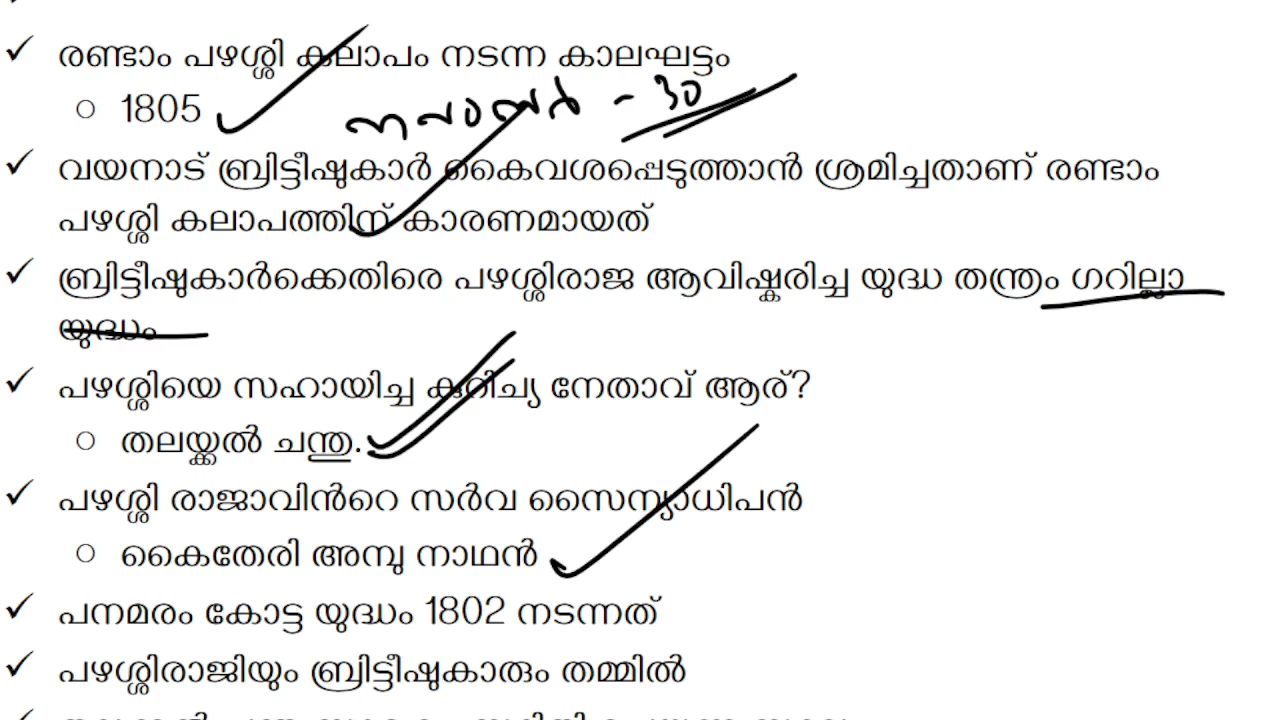 രണ്ടാം പഴശ്ശി കലാപം നടന്ന കാലഘട്ടം
1805
നവംബർ - 30
വയനാട് ബ്രിട്ടീഷുകാർ കൈവശപ്പെടുത്താൻ ശ്രമിച്ചതാണ് രണ്ടാം
പഴശ്ശി കലാപത്തിന് കാരണമായത്
ബ്രിട്ടീഷുകാർക്കെതിരെ പഴശ്ശിരാജ ആവിഷ്കരിച്ച യുദ്ധ തന്ത്രം ഗറില്ലാ
യുദ്ധം
പഴശ്ശിയെ സഹായിച്ച കുറിച്യ നേതാവ് ആര്?
തലയ്ക്കൽ ചന്തു.
പഴശ്ശി രാജാവിൻറെ സർവ സൈന്യാധിപൻ
കൈതേരി അമ്പു നാഥൻ
പനമരം കോട്ട യുദ്ധം 1802 നടന്നത്
പഴശ്ശിരാജിയും ബ്രിട്ടീഷുകാരും തമ്മിൽ